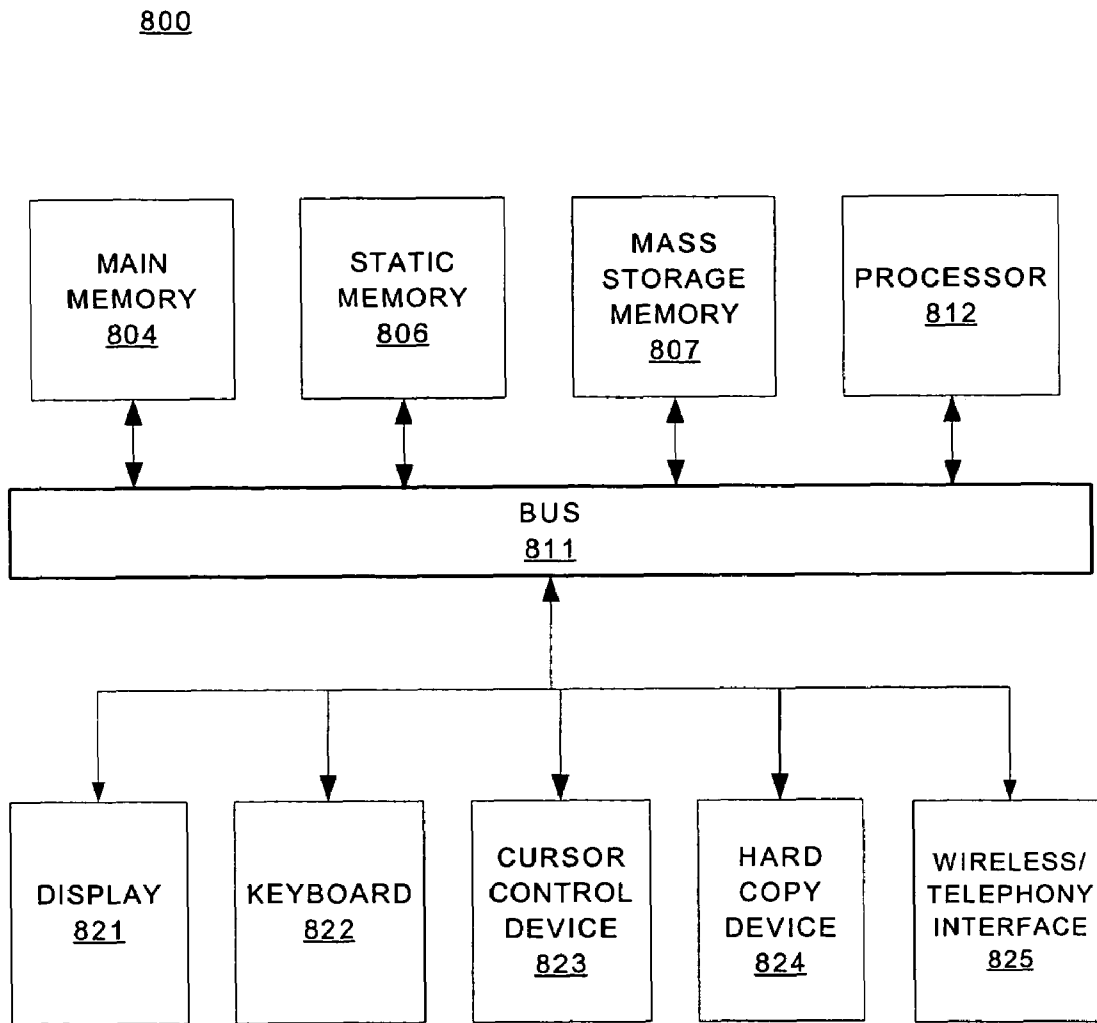 800
MAIN
MEMORY
804
STATIC
MEMORY
806
MASS
STORAGE
MEMORY
807
PROCESSOR
812
BUS
811
DISPLAY
821
KEYBOARD
822
CURSOR
CONTROL
DEVICE
823
HARD
COPY
DEVICE
824
WIRELESS/
TELEPHONY
INTERFACE
825